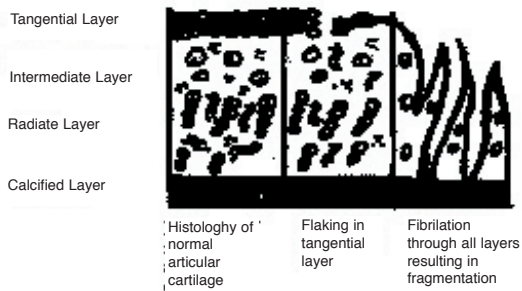 Tangential Layer
Intermediate Layer
Radiate Layer
Calcified Layer
Histologhy of
normal
articular
cartilage
Flaking in
tangential
layer
Fibrilation
through all layers
resulting in
fragmentation